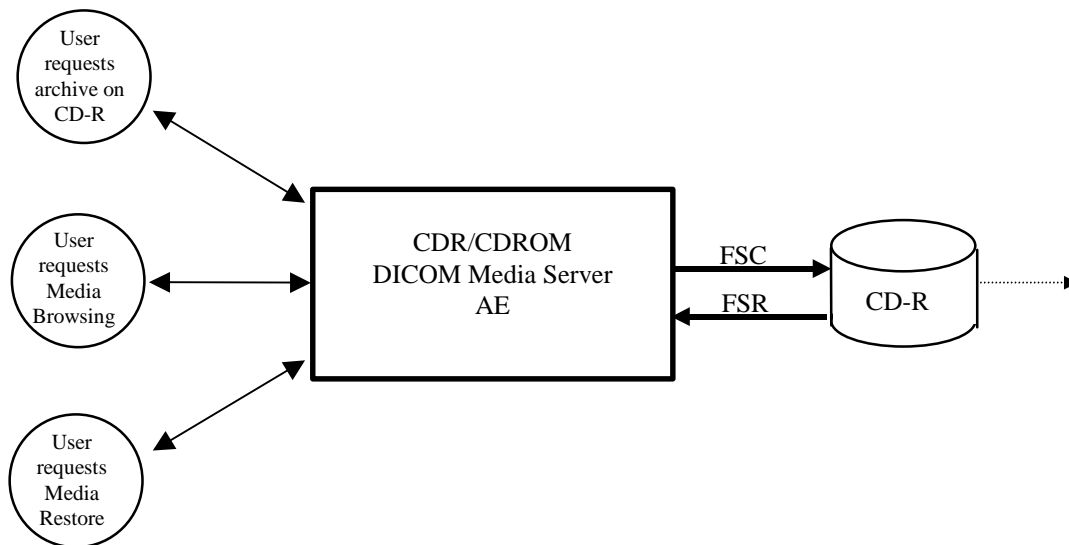 User
requests
archive on
CD-R
User
requests
Media
Browsing
User
requests
Media
Restore
CDR/CDROM
DICOM Media Server
AE
FSC
FSR
CD-R